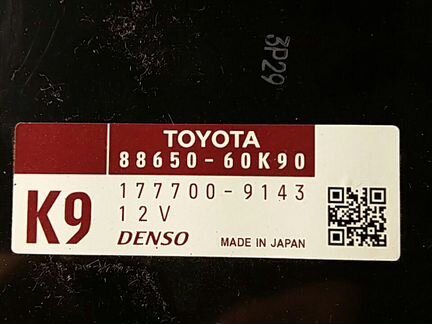 3P29
TOYOTA
88650-60K90
177700-9143
K9
12V
DENSO
MADE IN JAPAN